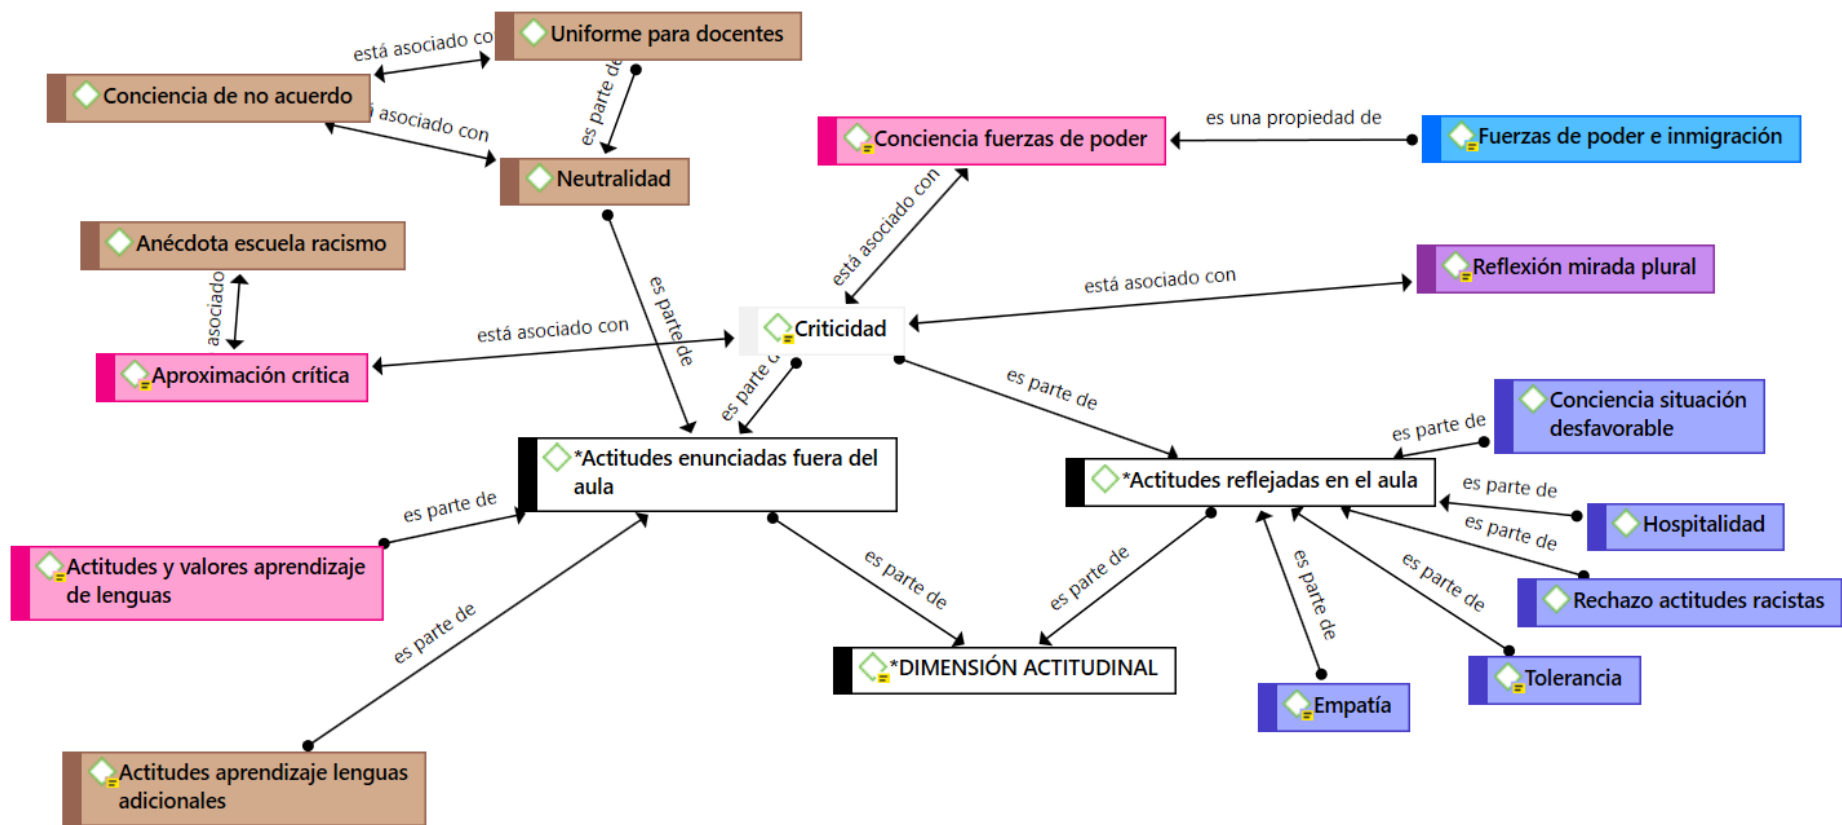 Uniforme para docentes
está asociado co
Conciencia de no acuerdo
es parte de
asociado con
Neutralidad
Conciencia fuerzas de poder
es una propiedad de
Fuerzas de poder e inmigración
Anécdota escuela racismo
está asociado con
Reflexión mirada plural
asociado
es parte de
está asociado con
Criticidad
está asociado con
Aproximación crítica
es parte
es parte de
Conciencia situación
desfavorable
es parte de
*Actitudes enunciadas fuera del
aula
*Actitudes reflejadas en el aula
es parte de
es parte de
Hospitalidad
es parte de
Actitudes y valores aprendizaje
de lenguas
es parte de
es parte de
es parte de
es parte de
Rechazo actitudes racistas
es parte de
*DIMENSIÓN ACTITUDINAL
Tolerancia
Empatía
Actitudes aprendizaje lenguas
adicionales